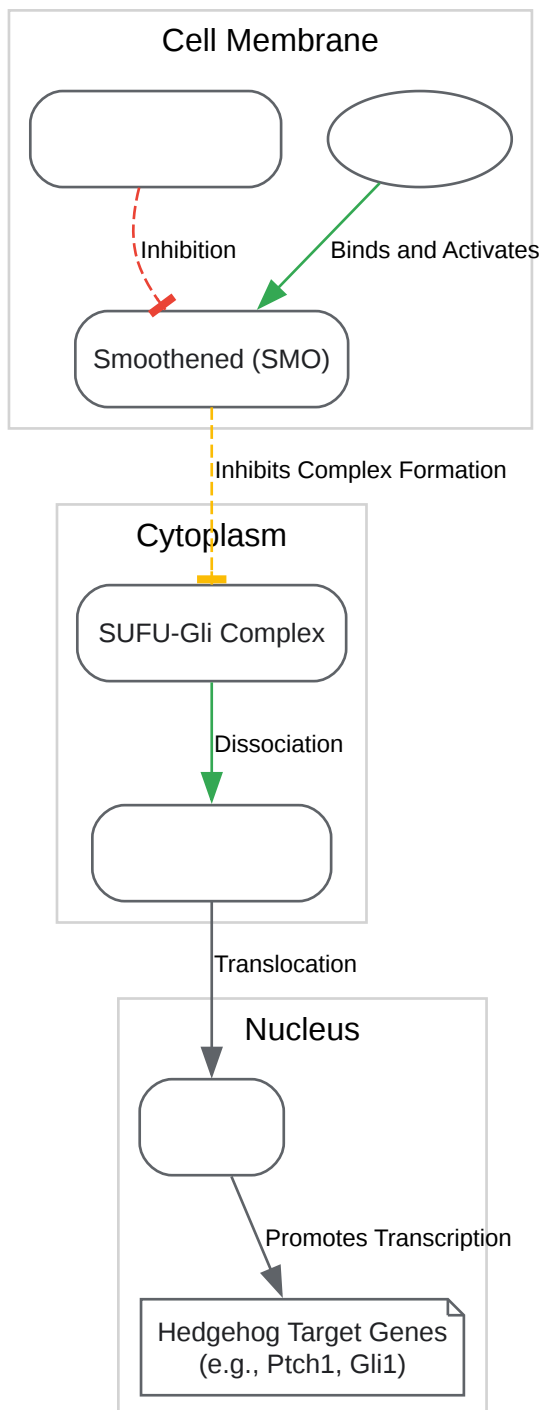 Cell Membrane
Inhibition
Binds and Activates
Smoothened (SMO)
Inhibits Complex Formation
Cytoplasm
SUFU-Gli Complex
Dissociation
Translocation
Nucleus
Promotes Transcription
Hedgehog Target Genes
(e.g., Ptch1, Gli1)